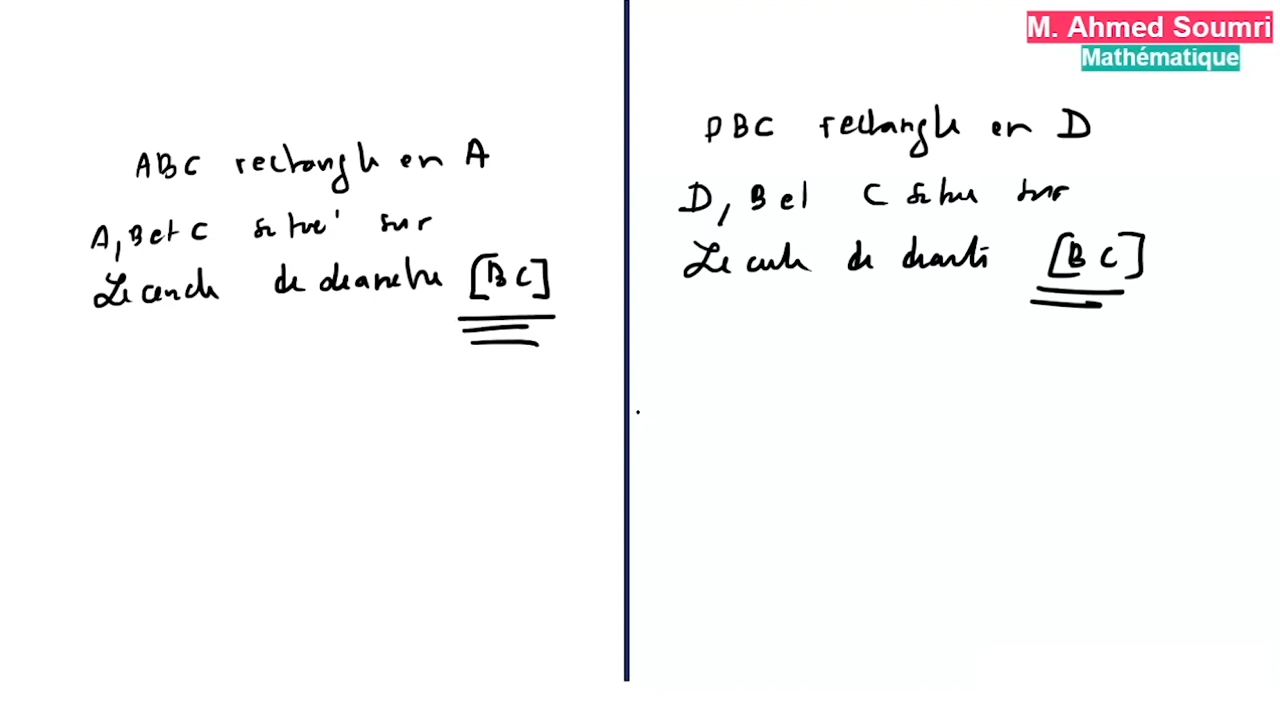 M. Ahmed Soumri
Mathématique
ABC rectangle en A
A, B et C situé sur
Le cercle de diamètre [BC]
DBC rectangle en D
D, B et C situe sur
Le cercle de diamètre [BC]